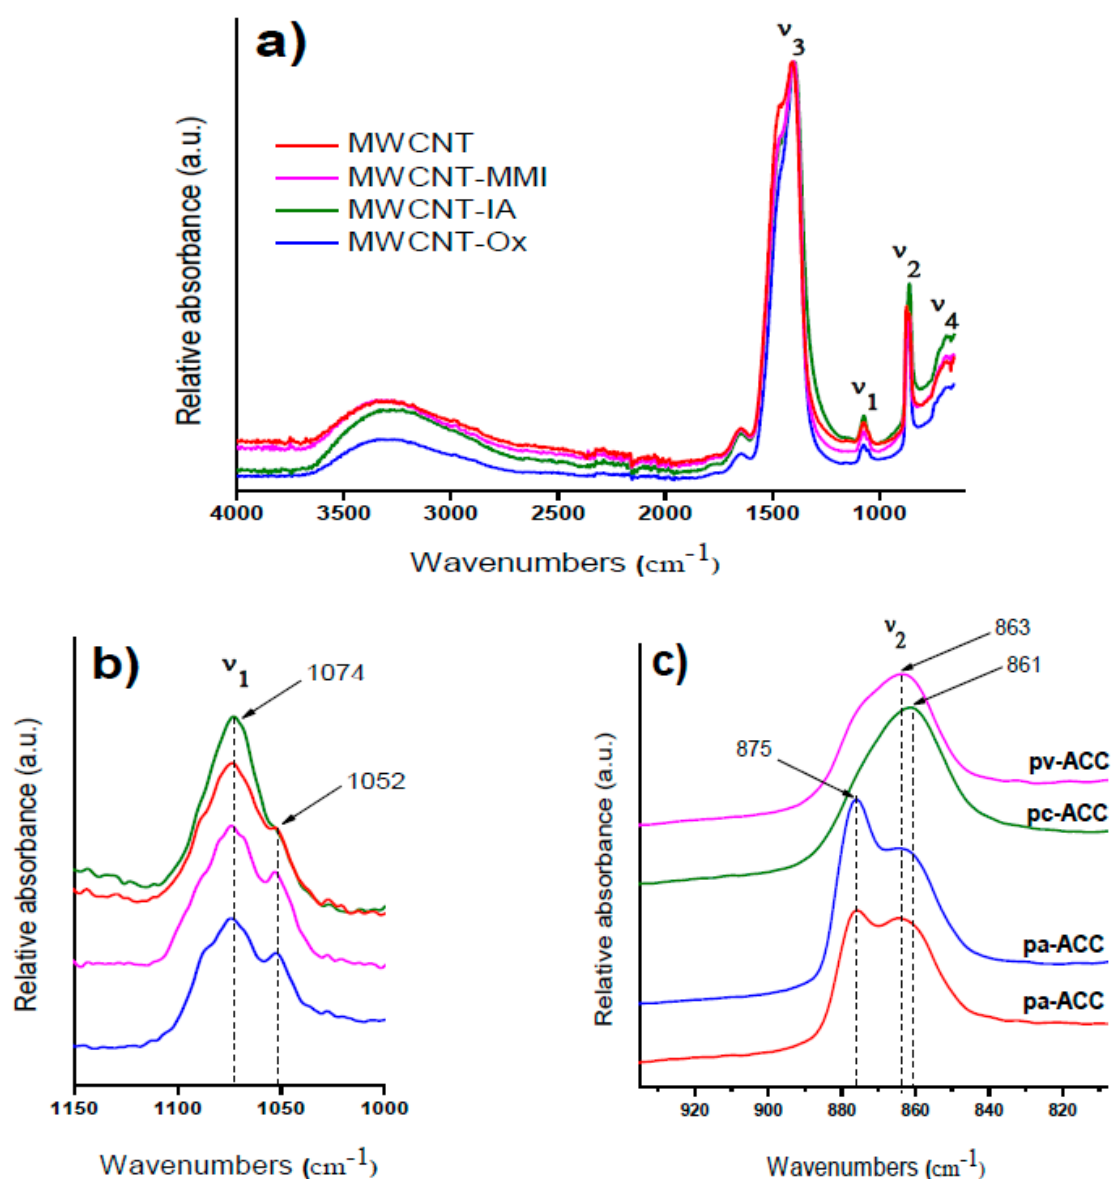 a)
ν3
MWCNT
MWCNT-MMI
MWCNT-IA
MWCNT-Ox
ν2
ν4
ν1
Relative absorbance (a.u.)
4000 3500 3000 2500 2000 1500 1000
Wavenumbers (cm-1)
b)
ν1
1074
1052
Relative absorbance (a.u.)
1150 1100 1050 1000
Wavenumbers (cm-1)
c)
ν2
863
861
875
pv-ACC
pc-ACC
pa-ACC
pa-ACC
Relative absorbance (a.u.)
920 900 880 860 840 820
Wavenumbers (cm-1)